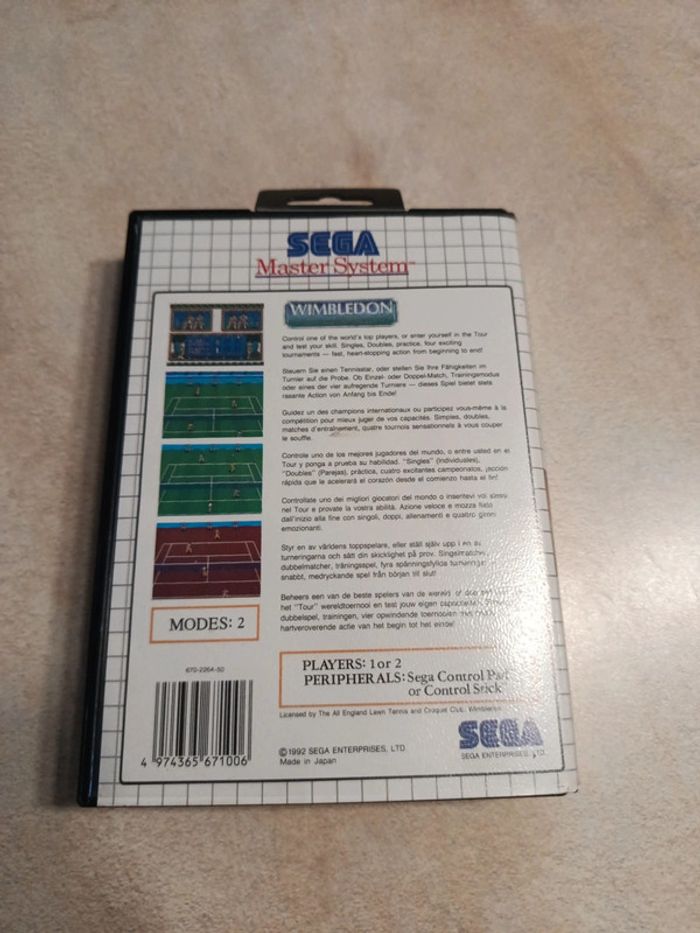 SEGA
Master System™
WIMBLEDON
Control one of the world's top players, or enter yourself in the Tour
and test your skill. Singles, Doubles, practice, four exciting
tournaments — fast, heart-stopping action from beginning to end!
Steuern Sie einen Tennisstar, oder stellen Sie Ihre Fähigkeiten im
Turnier auf die Probe. Ob Einzel- oder Doppel-Match, Trainingsmodus
oder eines der vier aufregende Turniere — dieses Spiel bietet stets
rasante Action von Anfang bis Ende!
Guidez un des champions internationaux ou participez vous-même à la
compétition pour mieux juger de vos capacités. Simples, doubles,
matches d'entraînement, quatre tournois sensationnels à vous couper
le souffle.
Controle uno de los mejores jugadores del mundo, o entre usted en el
Tour y ponga a prueba su habilidad. "Singles" (Individuales),
"Doubles" (Parejas), práctica, cuatro excitantes campeonatos, ¡acción
rápida que le acelerará el corazón desde el comienzo hasta el fin!
Controllate uno dei migliori giocatori del mondo o inseritevi voi stessi
nel Tour e provate la vostra abilità. Azione veloce e mozza fiato
dall'inizio alla fine con singoli, doppi, allenamenti e quattro gironi
emozionanti.
Styr en av världens toppspelare, eller ställ själv upp i en av
turneringarna och sätt din skicklighet på prov. Singelmatcher,
dubbelmatcher, träningsspel, fyra spänningsfyllda turneringar
snabbt, medryckande spel från början till slut!
Beheers een van de beste spelers van de wereld of doe
het "Tour" wereldtoernooi en test jouw eigen capaciteiten.
dubbelspel, trainingen, vier opwindende toernooien
hartveroverende actie van het begin tot het einde!
MODES: 2
PLAYERS: 1 or 2
PERIPHERALS: Sega Control Pad
or Control Stick
670-2264-50
Licensed by The All England Lawn Tennis and Croquet Club, Wimbledon
4 974365 671006
©1992 SEGA ENTERPRISES, LTD.
Made in Japan
SEGA
SEGA ENTERPRISES, LTD.